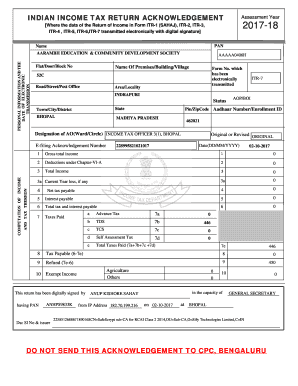 INDIAN INCOME TAX RETURN ACKNOWLEDGEMENT
[Where the data of the Return of Income in Form ITR-1 (SAHAJ), ITR-2, ITR-3,
ITR-4, ITR-5, ITR-7 transmitted electronically with digital signature]
Assessment Year
2017-18
PERSONAL INFORMATION AND THE DATE OF ELECTRONIC TRANSMISSION
Name
AARAMBH EDUCATION & COMMUNITY DEVELOPMENT SOCIETY
PAN
Flat/Door/Block No
52C
Name Of Premises/Building/Village
Form No. which has been electronically transmitted
ITR-7
Road/Street/Post Office
Area/Locality
INDRAPURI
Status
AOP(BOI)
Town/City/District
BHOPAL
State
MADHYA PRADESH
Pin/ZipCode
462021
Aadhaar Number/Enrollment ID
Designation of AO(Ward/Circle)
INCOME TAX OFFICER 2(1), BHOPAL
Original or Revised
ORIGINAL
E-filing Acknowledgement Number
Date(DD/MM/YYYY)
02-10-2017
COMPUTATION OF INCOME AND TAX THEREON
1 Gross total income 1 0
2 Deductions under Chapter-VI-A 2 0
3 Total Income 3 0
3a Current Year loss, if any 3a 0
4 Net tax payable 4 0
5 Interest payable 5 0
6 Total tax and interest payable 6 0
7 Taxes Paid
a Advance Tax 7a 0
b TDS 7b 446
c TCS 7c 0
d Self Assessment Tax 7d 0
e Total Taxes Paid (7a+7b+7c +7d) 7e 446
8 Tax Payable (6-7e) 8 0
9 Refund (7e-6) 9 450
10 Exempt Income
Agriculture 0
Others 0
10 0
This return has been digitally signed by ANUP KISHORE SAHAY in the capacity of GENERAL SECRETARY
having PAN from IP Address 182.70.199.216 on 02-10-2017 at BHOPAL
Dsc Sl No & issuer
DO NOT SEND THIS ACKNOWLEDGEMENT TO CPC, BENGALURU